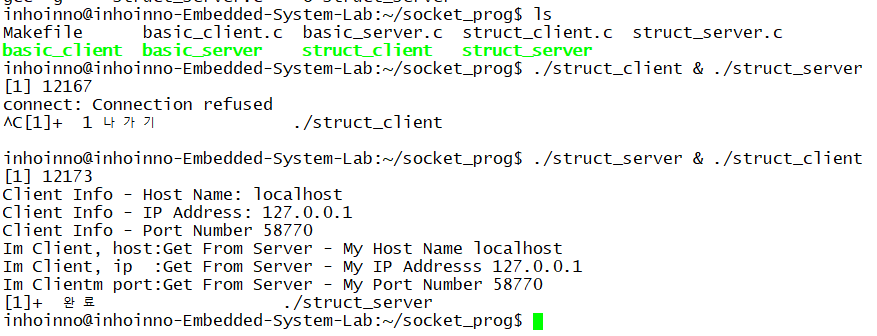 inhoinno@inhoinno-Embedded-System-Lab:~/socket_prog$ ls
Makefile basic_client.c basic_server.c struct_client.c struct_server.c
basic_client basic_server struct_client struct_server
inhoinno@inhoinno-Embedded-System-Lab:~/socket_prog$ ./struct_client & ./struct_server
[1] 12167
connect: Connection refused
^C[1]+ 1 나가기 ./struct_client
inhoinno@inhoinno-Embedded-System-Lab:~/socket_prog$ ./struct_server & ./struct_client
[1] 12173
Client Info - Host Name: localhost
Client Info - IP Address: 127.0.0.1
Client Info - Port Number 58770
Im Client, host:Get From Server - My Host Name localhost
Im Client, ip  :Get From Server - My IP Addresss 127.0.0.1
Im Clientm port:Get From Server - My Port Number 58770
[1]+ 완료 ./struct_server
inhoinno@inhoinno-Embedded-System-Lab:~/socket_prog$